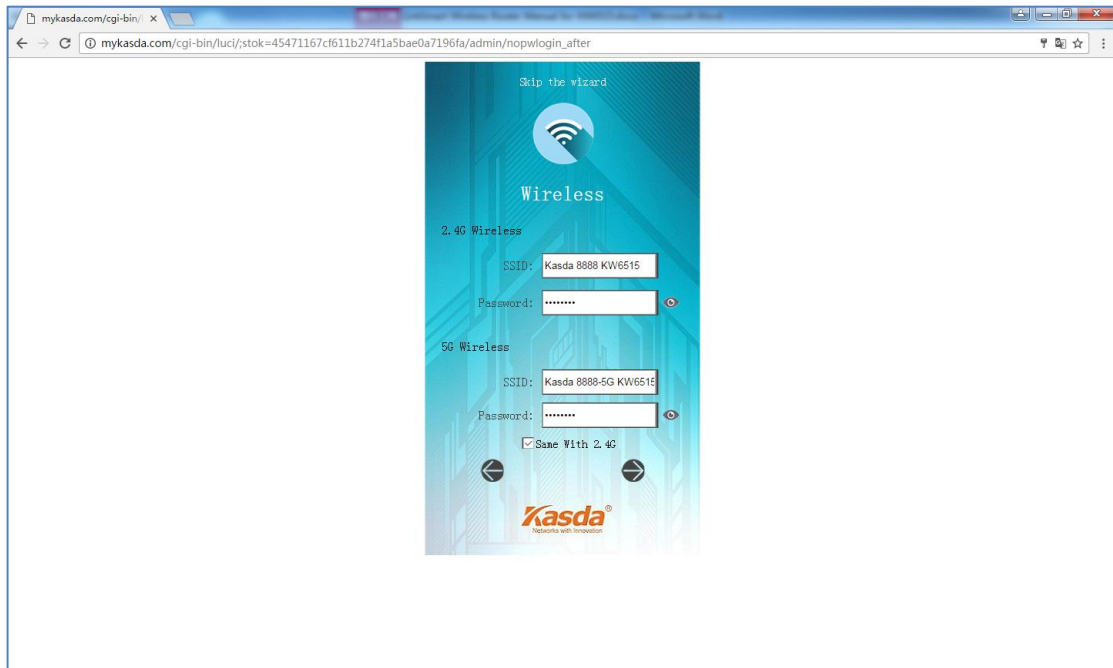 mykasda.com/cgi-bin/l
mykasda.com/cgi-bin/luci/;stok=45471167cf611b274f1a5bae0a7196fa/admin/nopwlogin_after
Skip the wizard
Wireless
2.4G Wireless
SSID: Kasda 8888 KW6515
Password: ••••••••
5G Wireless
SSID: Kasda 8888-5G KW6515
Password: ••••••••
Same With 2.4G
Kasda®
Networks with Innovation